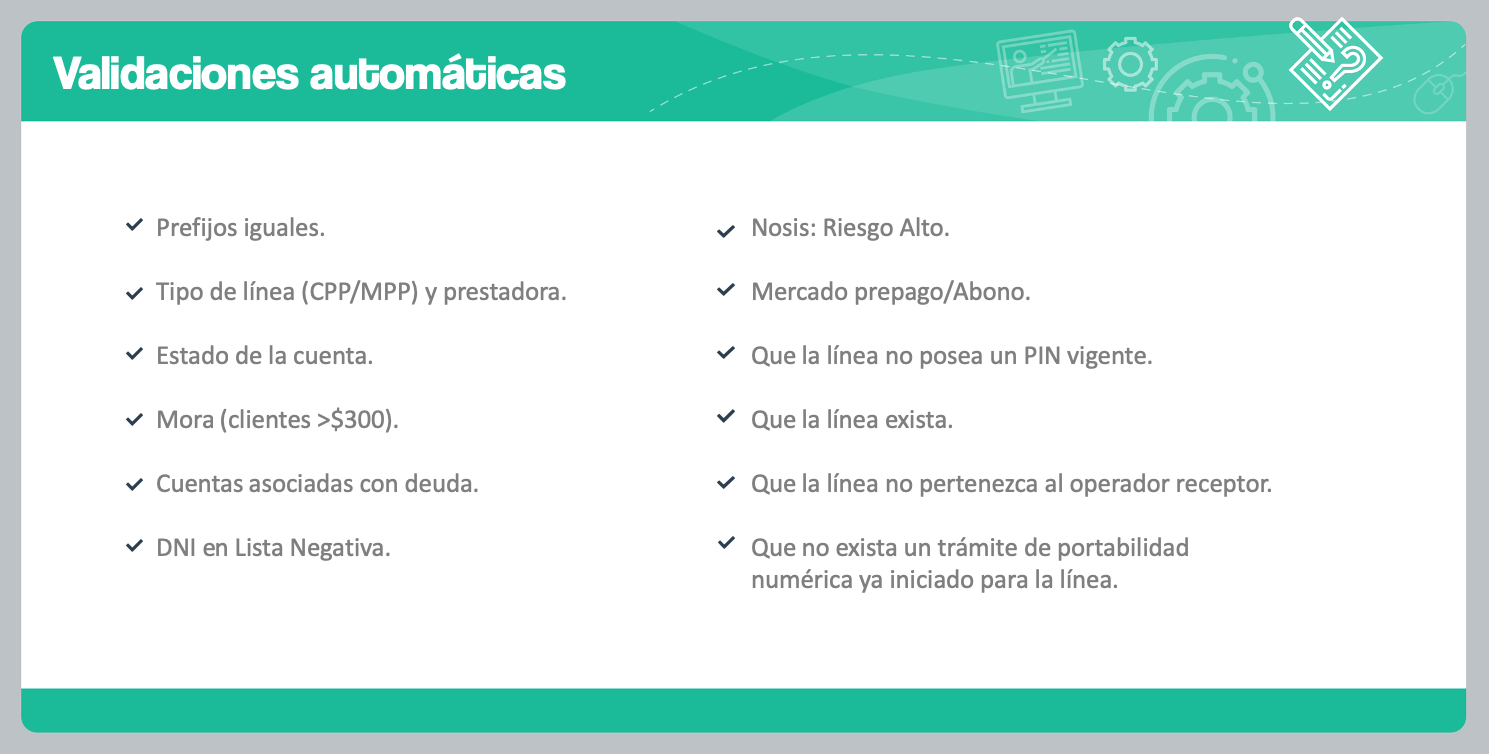 Validaciones automáticas
Prefijos iguales.
Tipo de línea (CPP/MPP) y prestadora.
Estado de la cuenta.
Mora (clientes >$300).
Cuentas asociadas con deuda.
DNI en Lista Negativa.
Nosis: Riesgo Alto.
Mercado prepago/Abono.
Que la línea no posea un PIN vigente.
Que la línea exista.
Que la línea no pertenezca al operador receptor.
Que no exista un trámite de portabilidad
numérica ya iniciado para la línea.